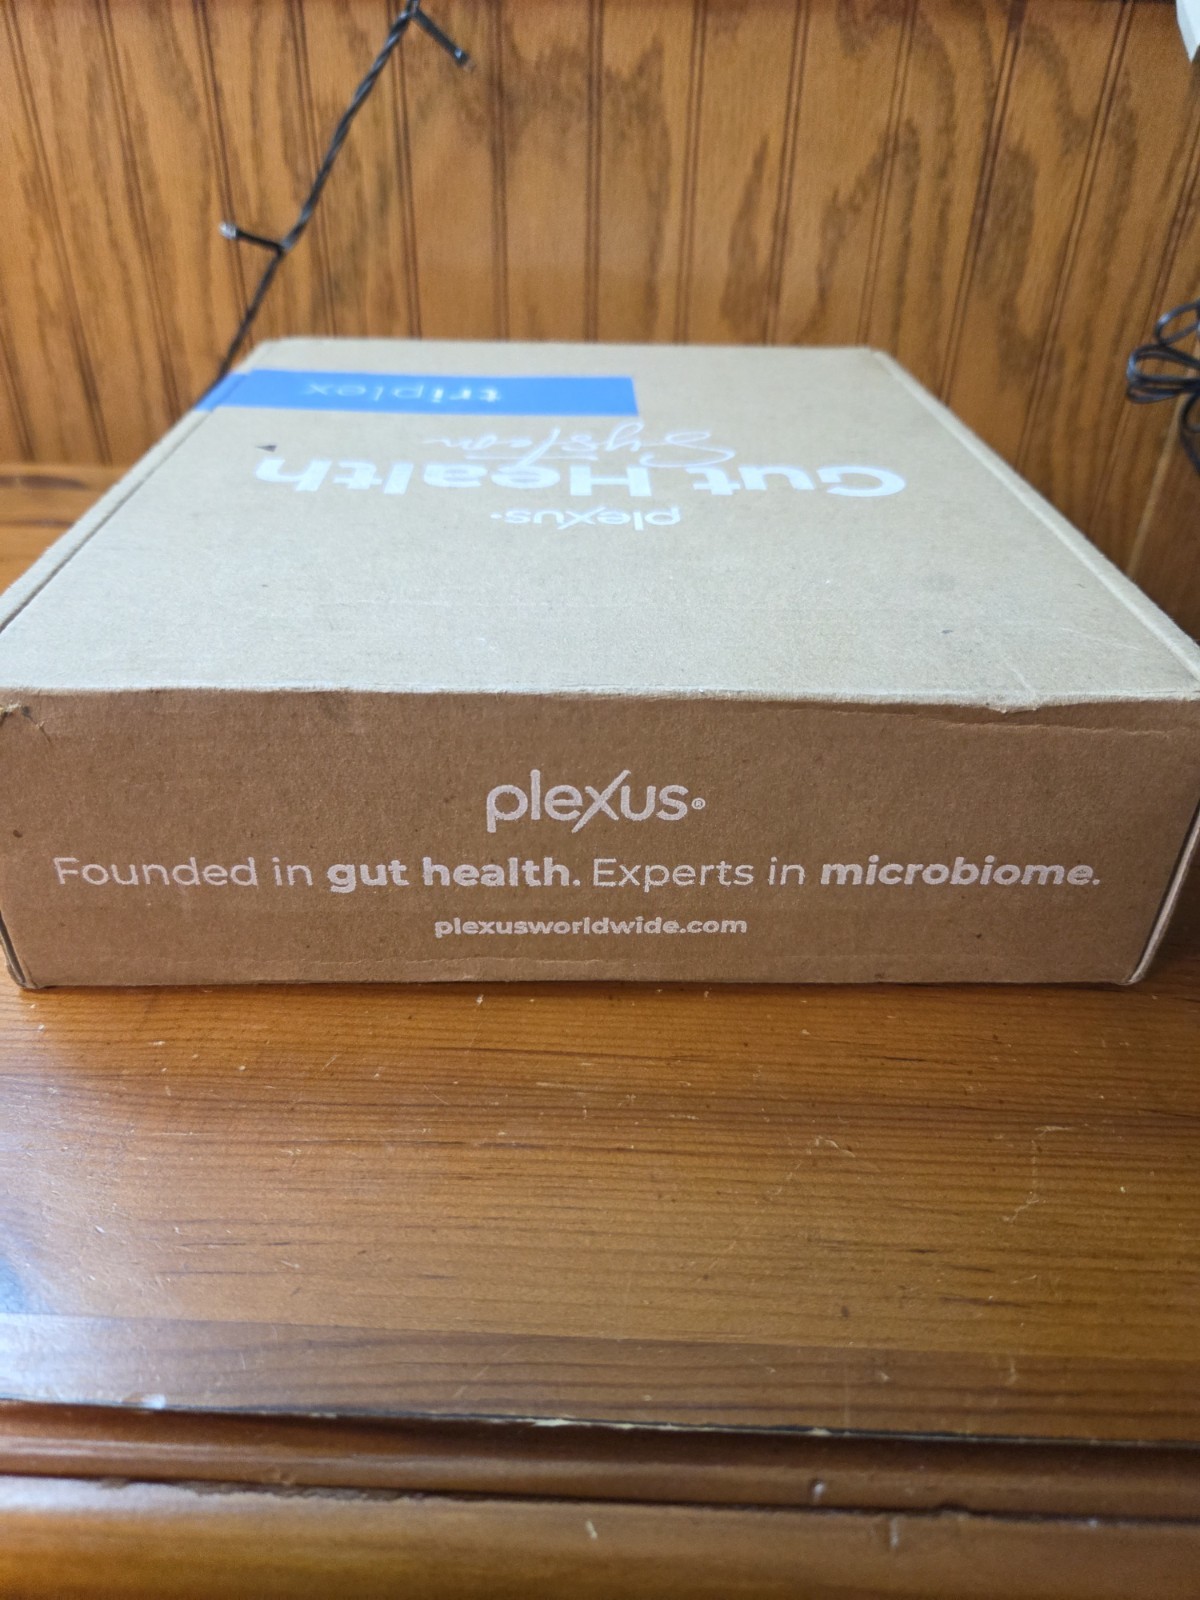 triplex
plexus®
Gut Health
System
plexus®
Founded in gut health. Experts in microbiome.
plexusworldwide.com